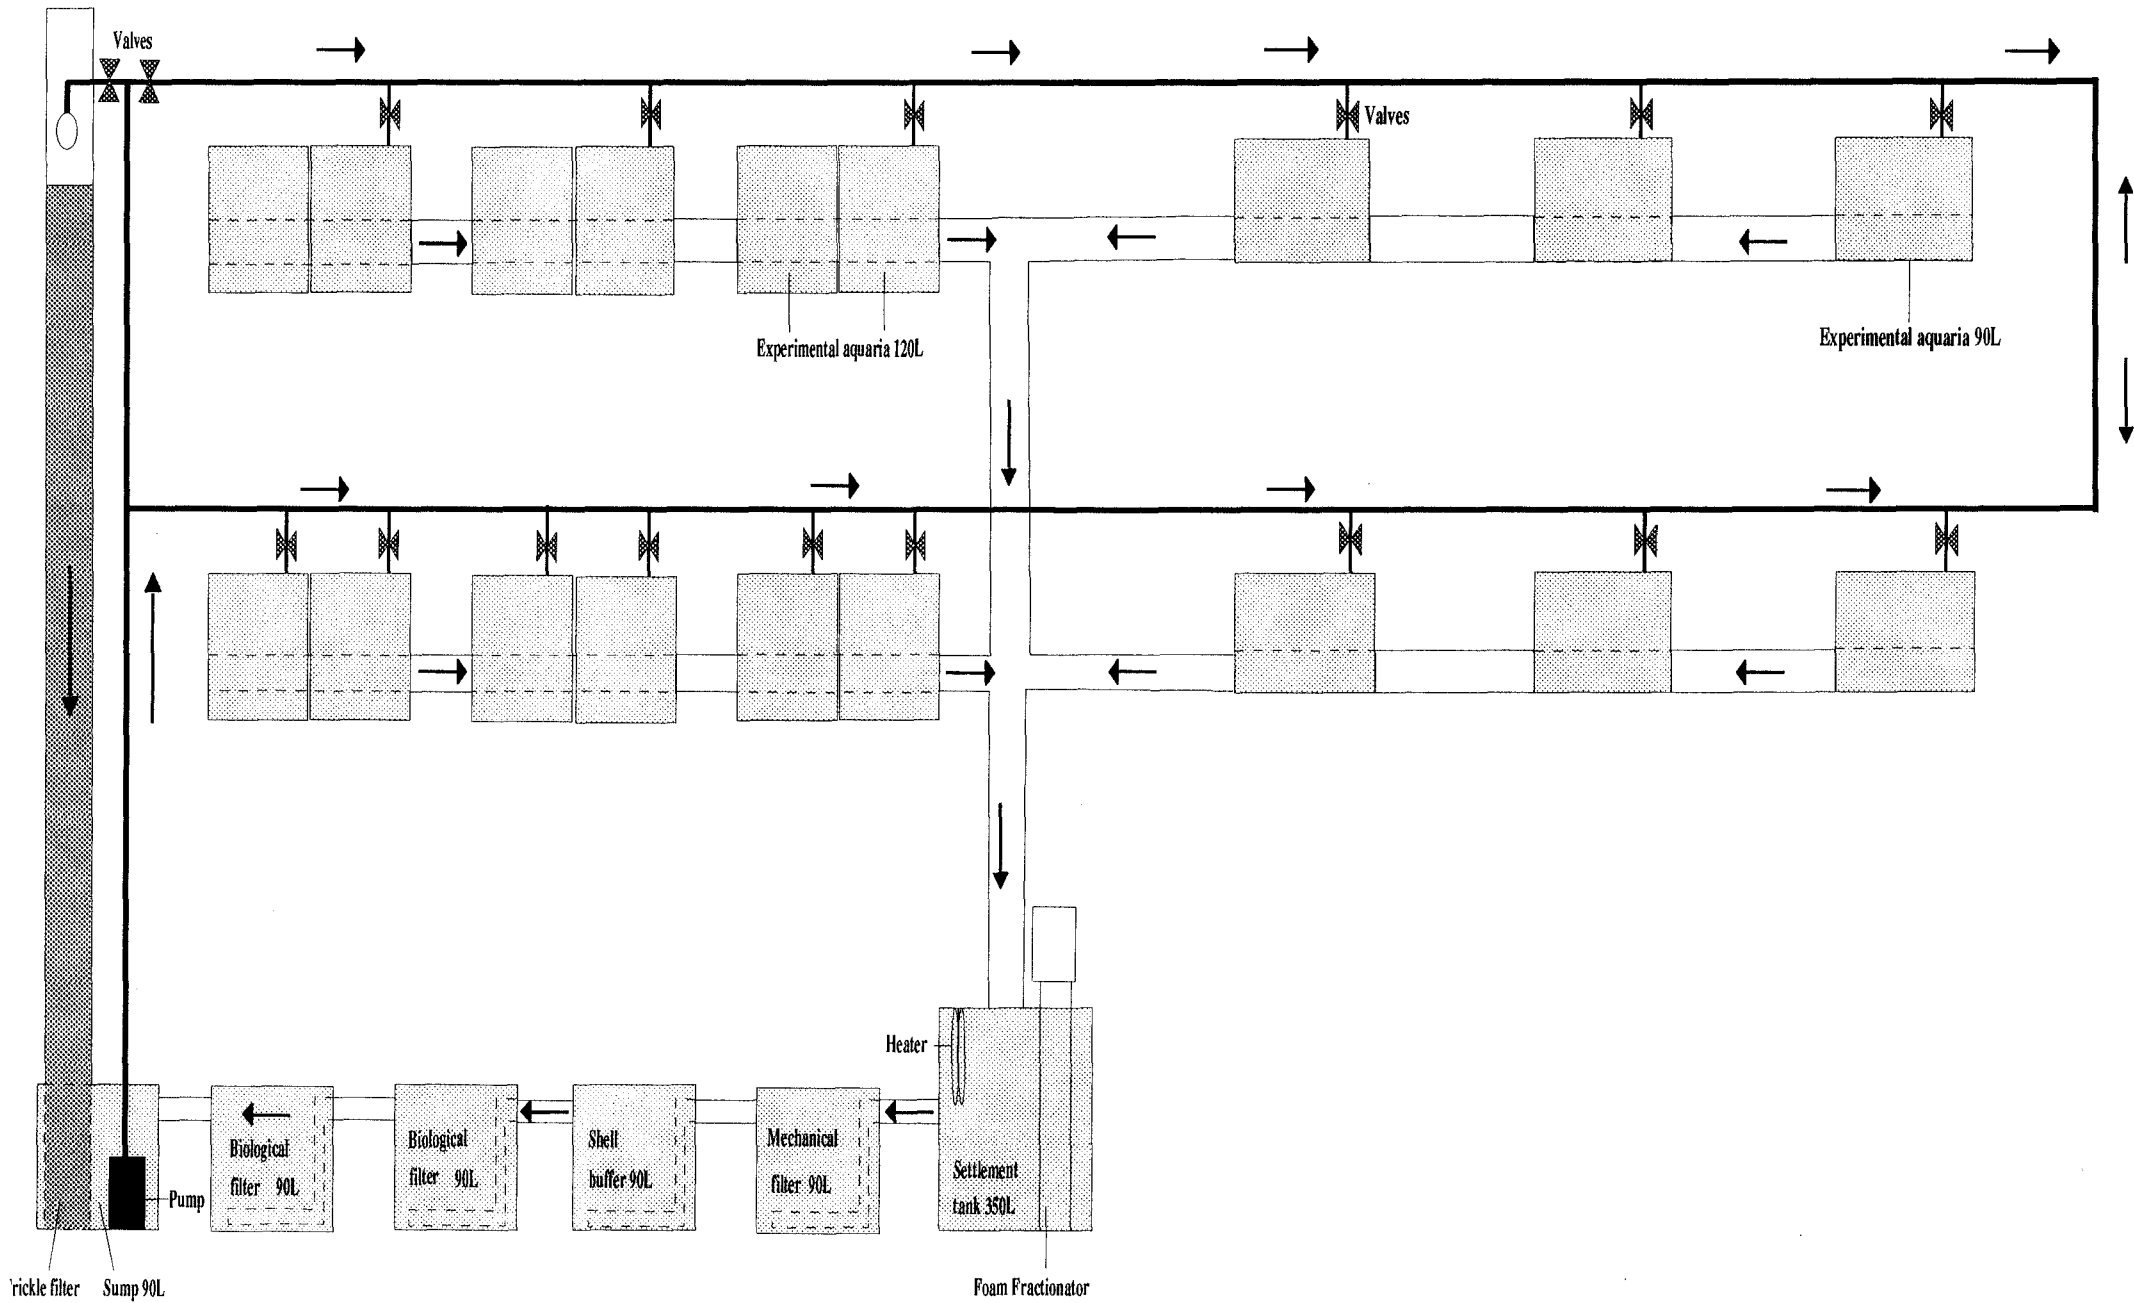 Valves
Valves
Experimental aquaria 120L
Experimental aquaria 90L
Heater
Biological
filter 90L
Biological
filter 90L
Shell
buffer 90L
Mechanical
filter 90L
Settlement
tank 350L
Pump
rickle filter
Sump 90L
Foam Fractionator